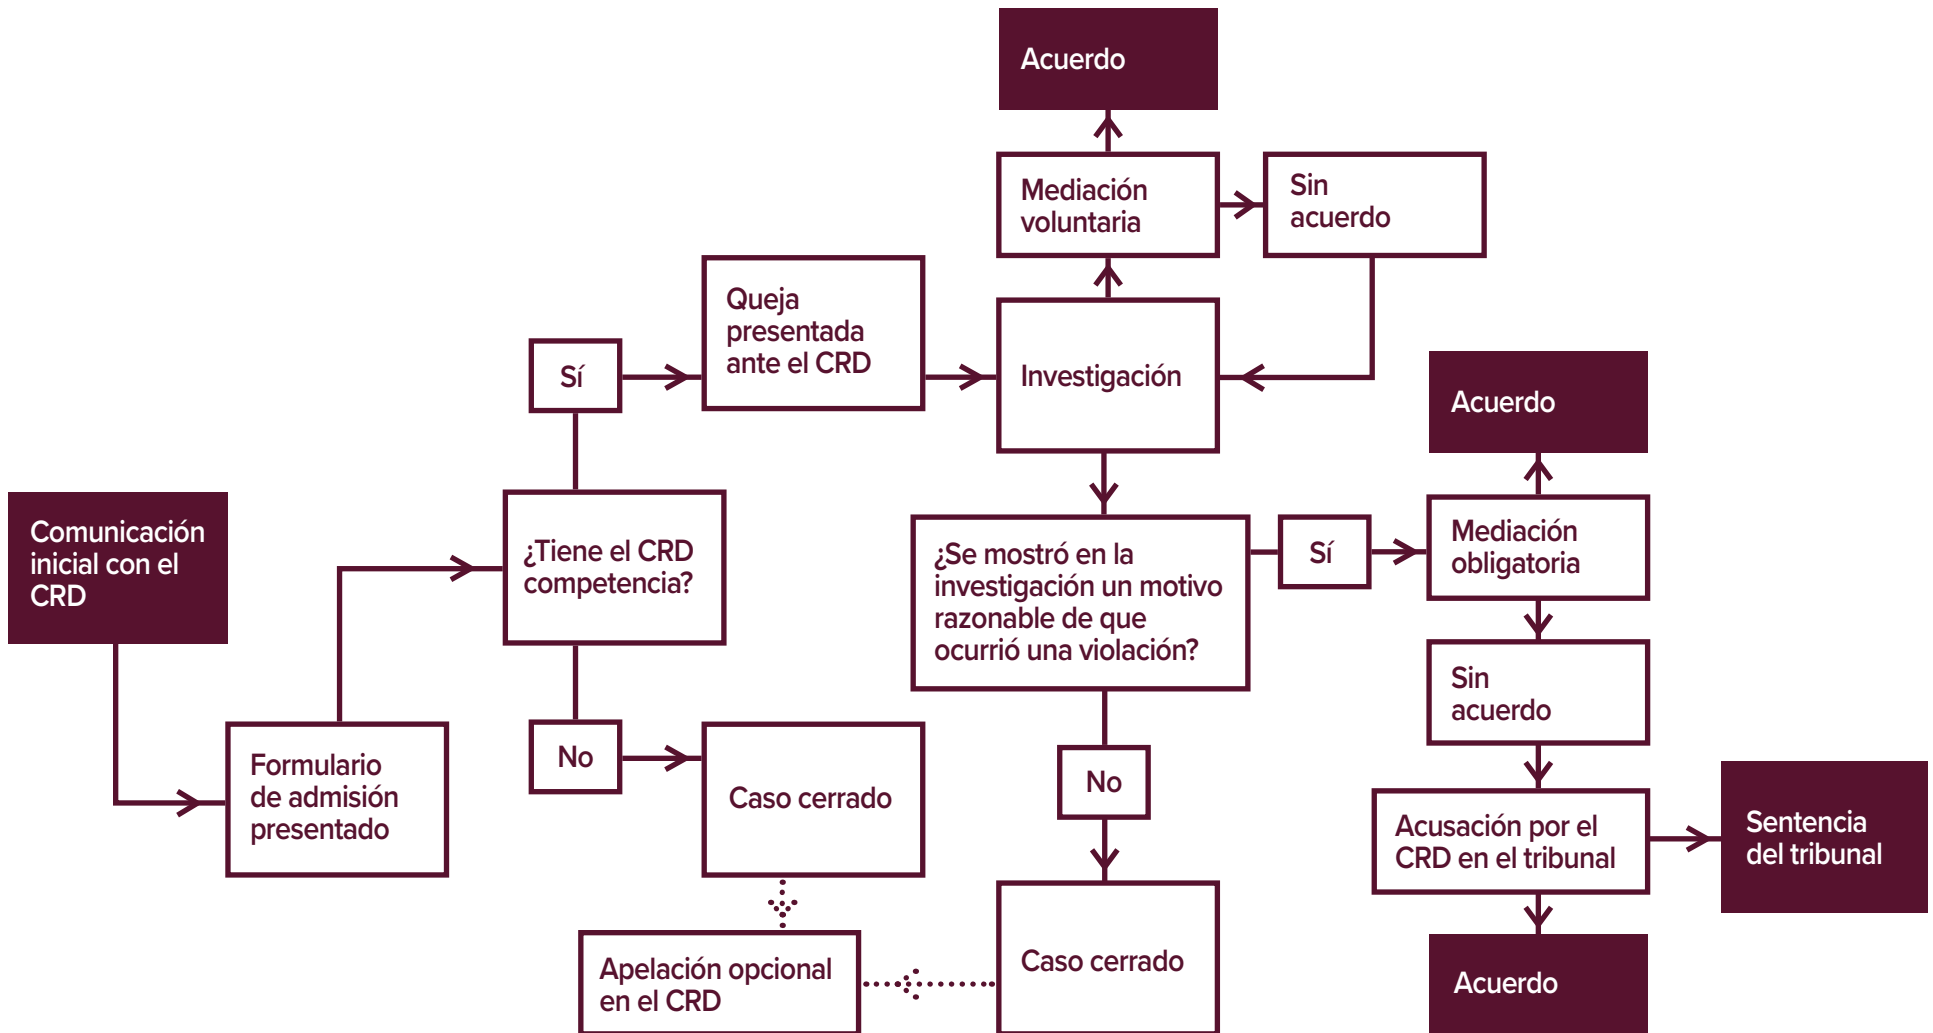 Acuerdo
Mediación
voluntaria
Sin
acuerdo
Queja
presentada
ante el CRD
Sí
Investigación
Acuerdo
Comunicación
inicial con el
CRD
¿Tiene el CRD
competencia?
¿Se mostró en la
investigación un motivo
razonable de que
ocurrió una violación?
Sí
Mediación
obligatoria
Sin
acuerdo
Formulario
de admisión
presentado
No
Caso cerrado
No
Acusación por el
CRD en el tribunal
Sentencia
del tribunal
Apelación opcional
en el CRD
Caso cerrado
Acuerdo